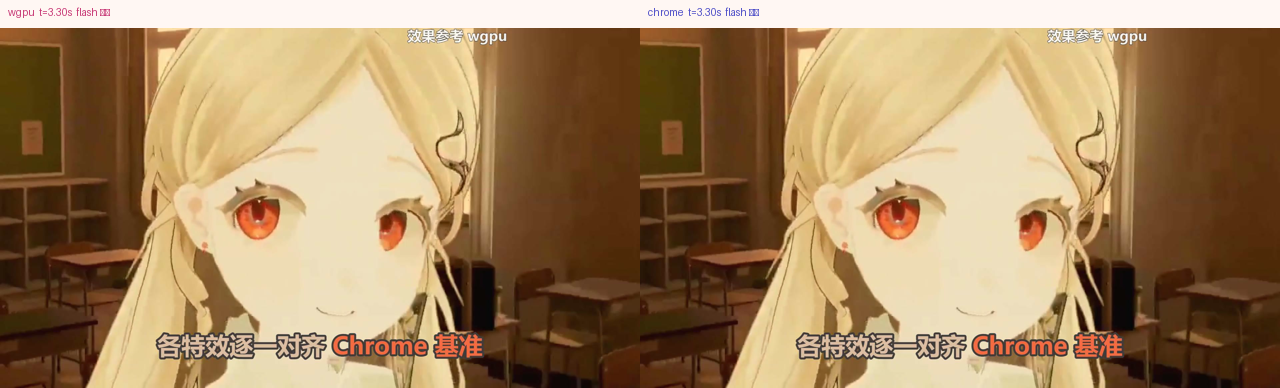 wgpu t=3.30s flash
chrome t=3.30s flash
效果参考 wgpu
效果参考 wgpu
各特效逐一对齐 Chrome 基准
各特效逐一对齐 Chrome 基准